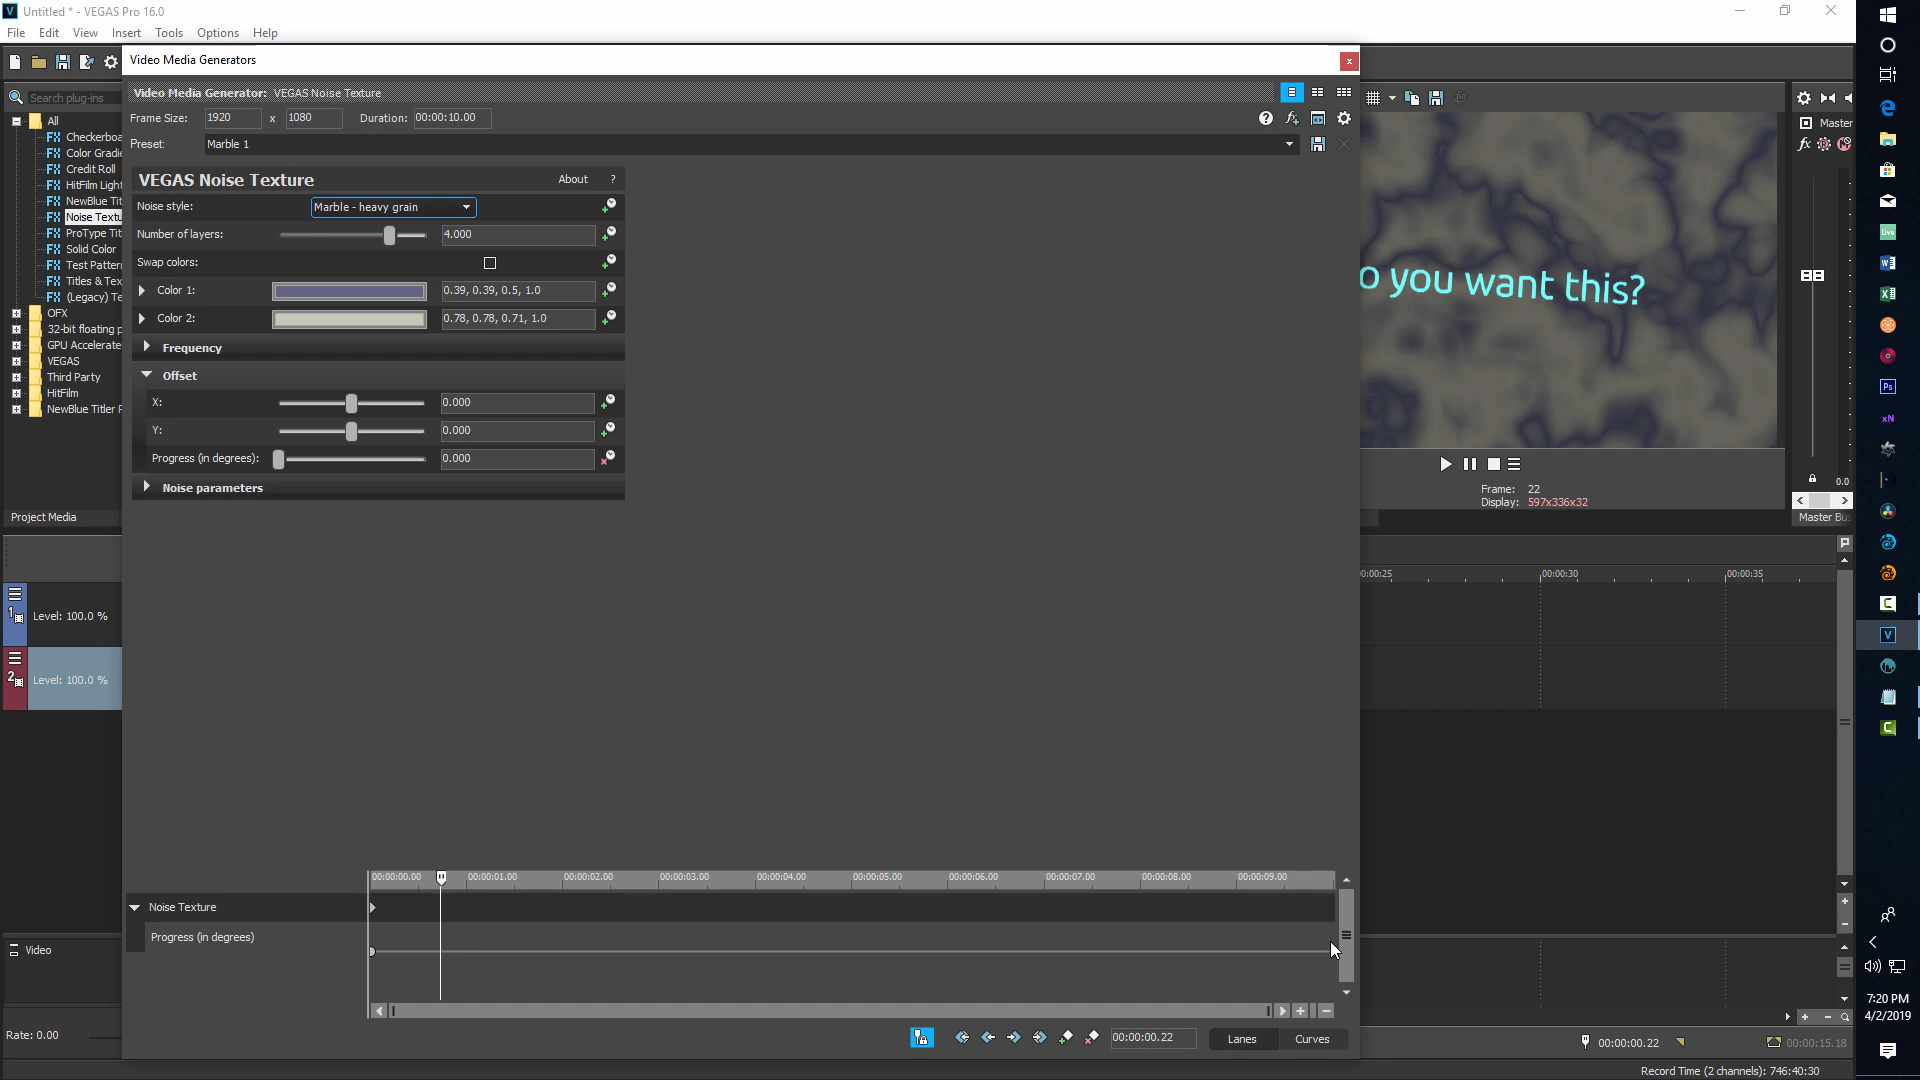 Untitled * - VEGAS Pro 16.0
File Edit View Insert Tools Options Help
Video Media Generators
Search plug-ins
All
Checkerboa
Color Gradie
Credit Roll
HitFilm Light
NewBlue Tit
Noise Textu
ProType Tit
Solid Color
Test Pattern
Titles & Tex
(Legacy) Te
OFX
32-bit floating p
GPU Accelerate
VEGAS
Third Party
HitFilm
NewBlue Titler P
Project Media
Video Media Generator: VEGAS Noise Texture
Frame Size: 1920 x 1080 Duration: 00:00:10.00
Preset: Marble 1
VEGAS Noise Texture About ?
Noise style: Marble - heavy grain
Number of layers: 4.000
Swap colors:
Color 1: 0.39, 0.39, 0.5, 1.0
Color 2: 0.78, 0.78, 0.71, 1.0
Frequency
Offset
X: 0.000
Y: 0.000
Progress (in degrees): 0.000
Noise parameters
o you want this?
Frame: 22
Display: 597x336x32
Master
0.0
Master Bus
0:00:25 00:00:30 00:00:35
1 Level: 100.0 %
2 Level: 100.0 %
00:00:00.00 00:00:01.00 00:00:02.00 00:00:03.00 00:00:04.00 00:00:05.00 00:00:06.00 00:00:07.00 00:00:08.00 00:00:09.00
Noise Texture
Progress (in degrees)
00:00:00.22 Lanes Curves
Video
Rate: 0.00
00:00:00.22 00:00:15.18
Record Time (2 channels): 746:40:30
Live
Ps
xN
7:20 PM
4/2/2019